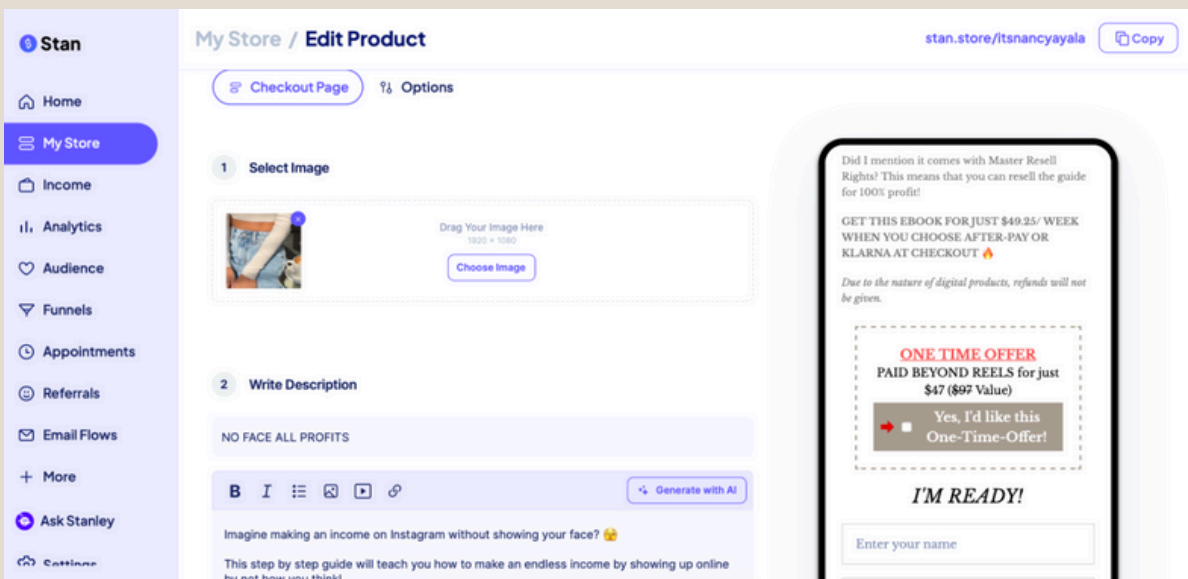 Stan
My Store / Edit Product
stan.store/itsnancyayala
Copy
Home
My Store
Income
Analytics
Audience
Funnels
Appointments
Referrals
Email Flows
More
Ask Stanley
Settings
Checkout Page
Options
1 Select Image
Drag Your Image Here
1920 × 1080
Choose Image
2 Write Description
NO FACE ALL PROFITS
B I
Generate with AI
Imagine making an income on Instagram without showing your face? 🫣
This step by step guide will teach you how to make an endless income by showing up online
by not how you think!
Did I mention it comes with Master Resell
Rights? This means that you can resell the guide
for 100% profit!
GET THIS EBOOK FOR JUST $49.25/ WEEK
WHEN YOU CHOOSE AFTER-PAY OR
KLARNA AT CHECKOUT 🔥
Due to the nature of digital products, refunds will not
be given.
ONE TIME OFFER
PAID BEYOND REELS for just
$47 ($97 Value)
Yes, I'd like this
One-Time-Offer!
I'M READY!
Enter your name